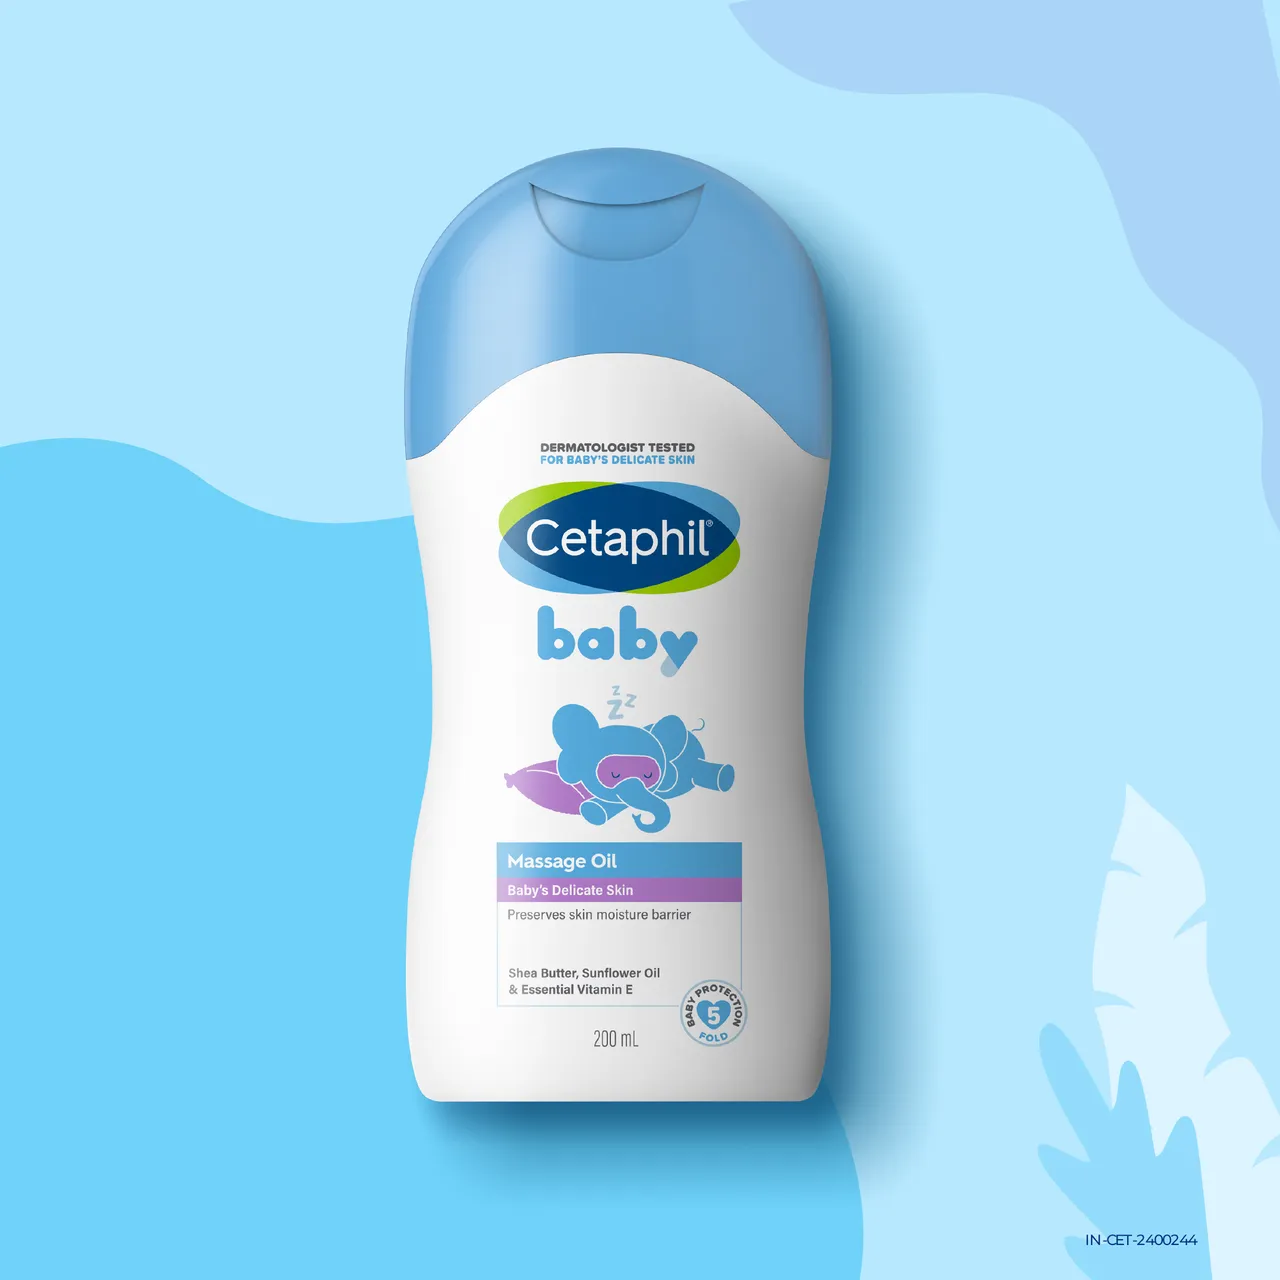 DERMATOLOGIST TESTED
FOR BABY'S DELICATE SKIN
Cetaphil®
baby
z
z
z
Massage Oil
Baby's Delicate Skin
Preserves skin moisture barrier
Shea Butter, Sunflower Oil
& Essential Vitamin E
BABY PROTECTION
5
FOLD
200 mL
IN-CET-2400244